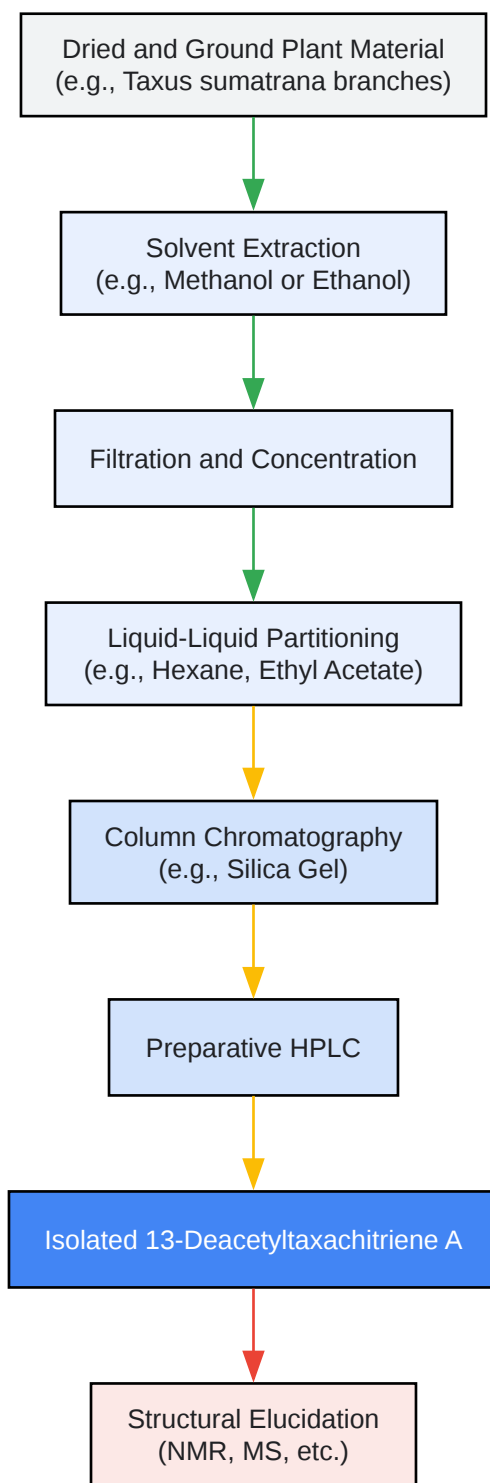 Dried and Ground Plant Material
(e.g., Taxus sumatrana branches)
Solvent Extraction
(e.g., Methanol or Ethanol)
Filtration and Concentration
Liquid-Liquid Partitioning
(e.g., Hexane, Ethyl Acetate)
Column Chromatography
(e.g., Silica Gel)
Preparative HPLC
Isolated 13-Deacetyltaxachitriene A
Structural Elucidation
(NMR, MS, etc.)